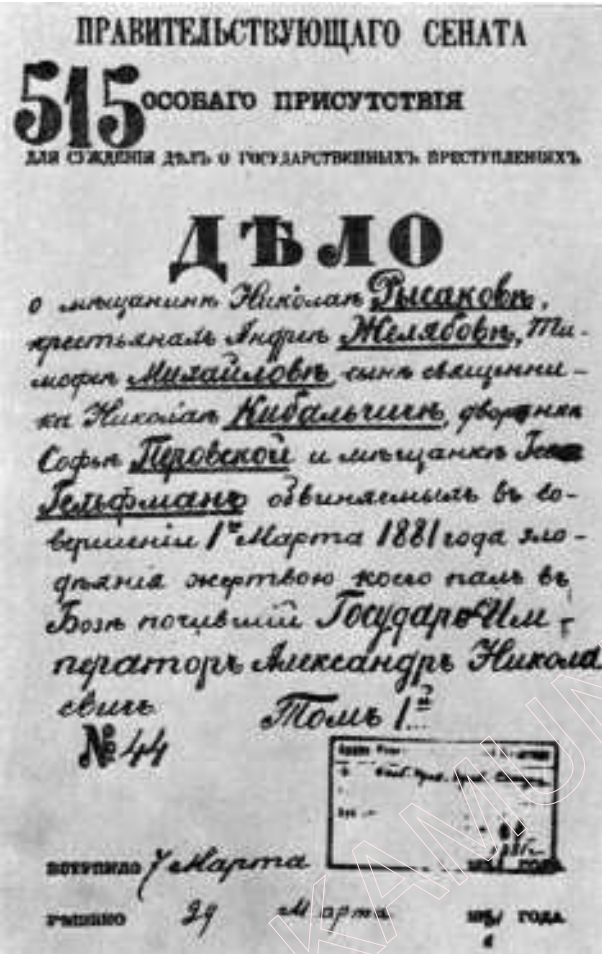 ПРАВИТЕЛЬСТВУЮЩАГО СЕНАТА
515 ОСОБАГО ПРИСУТСТВІЯ
ДЛЯ СУЖДЕНІЯ ДѢЛЪ О ГОСУДАРСТВЕННЫХЪ ПРЕСТУПЛЕНІЯХЪ
ДѢЛО
о мѣщанинѣ Николаѣ Рысаковѣ,
крестьянахъ Андреѣ Желябовѣ, Ти-
мофеѣ Михайловѣ, сынѣ священни-
ка Николаѣ Кибальчичѣ, дворянкѣ
Софьѣ Перовской и мѣщанкѣ
Гельфманъ обвиняемыхъ въ со-
вершеніи 1го Марта 1881 года зло-
дѣянія жертвою коего палъ въ
Бозѣ почившій Государь Им-
ператоръ Александръ Никола
евичъ
Томъ 1й
№ 44
поступило 7 Марта ГОДА
рѣшено 29 Марта ГОДА
KAMUN